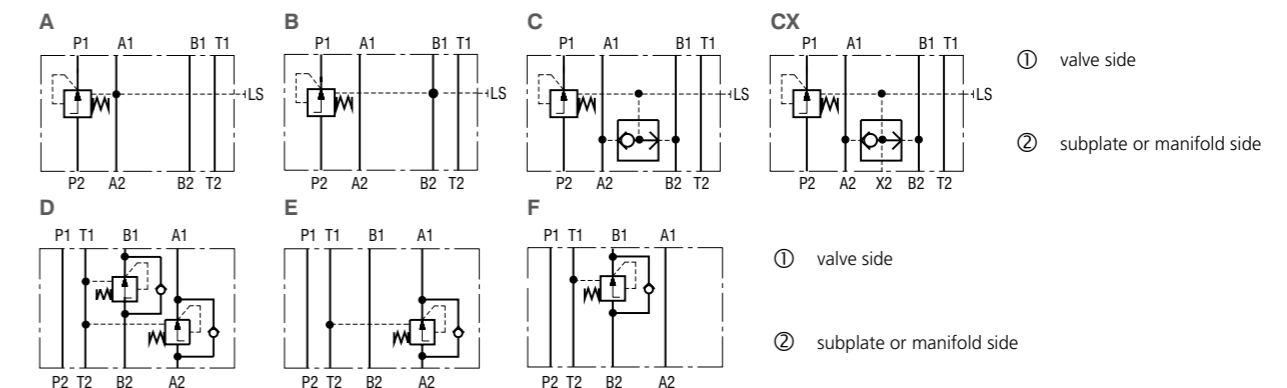 A B C CX
P1 A1 B1 T1 P1 A1 B1 T1 P1 A1 B1 T1 P1 A1 B1 T1
① valve side
LS LS LS LS
② subplate or manifold side
P2 A2 B2 T2 P2 A2 B2 T2 P2 A2 B2 T2 P2 A2 X2 B2 T2
D E F
P1 T1 B1 A1 P1 T1 B1 A1 P1 T1 B1 A1
① valve side
② subplate or manifold side
P2 T2 B2 A2 P2 T2 B2 A2 P2 T2 B2 A2